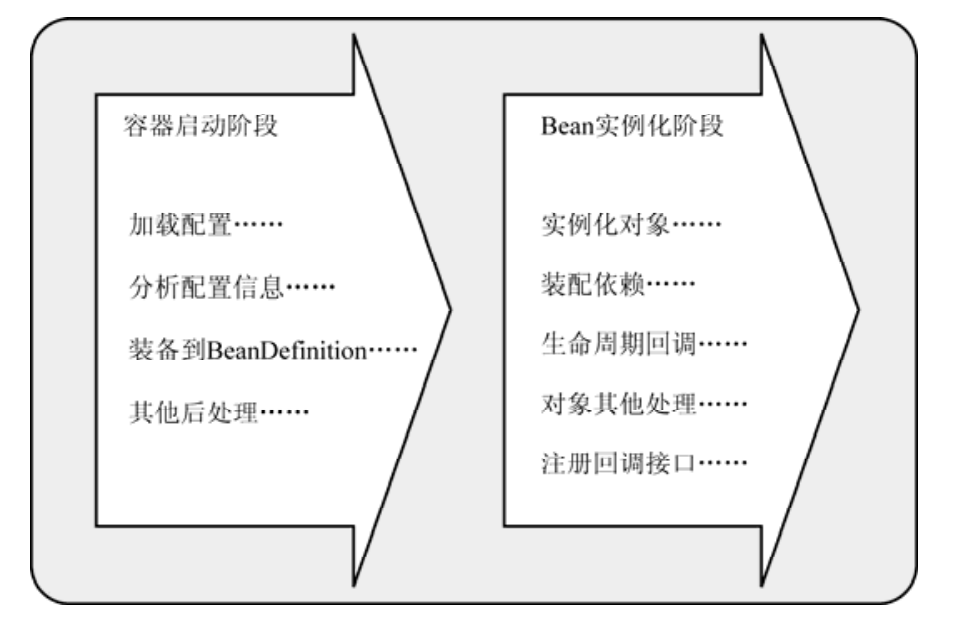 容器启动阶段
加载配置……
分析配置信息……
装备到BeanDefinition……
其他后处理……
Bean实例化阶段
实例化对象……
装配依赖……
生命周期回调……
对象其他处理……
注册回调接口……